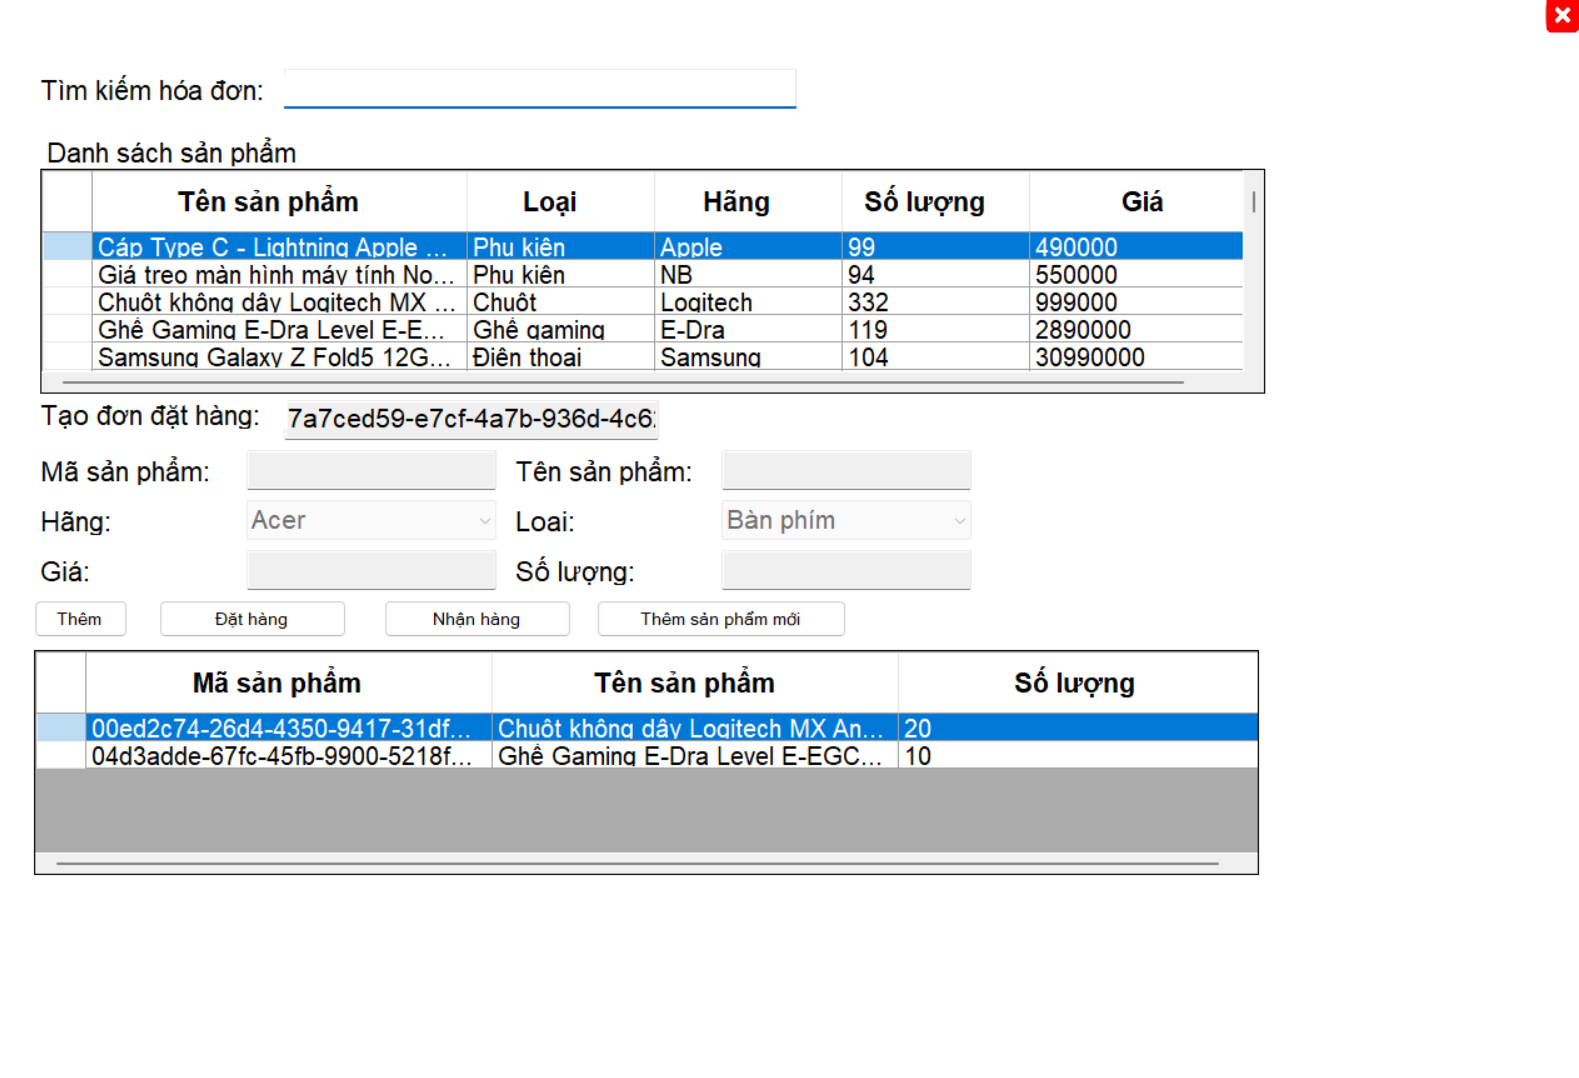 Tìm kiếm hóa đơn:
Danh sách sản phẩm
Tên sản phẩm Loại Hãng Số lượng Giá
Cáp Type C - Lightning Apple ... Phụ kiện Apple 99 490000
Giá treo màn hình máy tính No... Phụ kiện NB 94 550000
Chuột không dây Logitech MX ... Chuột Logitech 332 999000
Ghế Gaming E-Dra Level E-E... Ghế gaming E-Dra 119 2890000
Samsung Galaxy Z Fold5 12G... Điện thoại Samsung 104 30990000
Tạo đơn đặt hàng: 7a7ced59-e7cf-4a7b-936d-4c6
Mã sản phẩm: Tên sản phẩm:
Hãng: Acer Loai: Bàn phím
Giá: Số lượng:
Thêm Đặt hàng Nhận hàng Thêm sản phẩm mới
Mã sản phẩm Tên sản phẩm Số lượng
00ed2c74-26d4-4350-9417-31df... Chuột không dây Logitech MX An... 20
04d3adde-67fc-45fb-9900-5218f... Ghế Gaming E-Dra Level E-EGC... 10